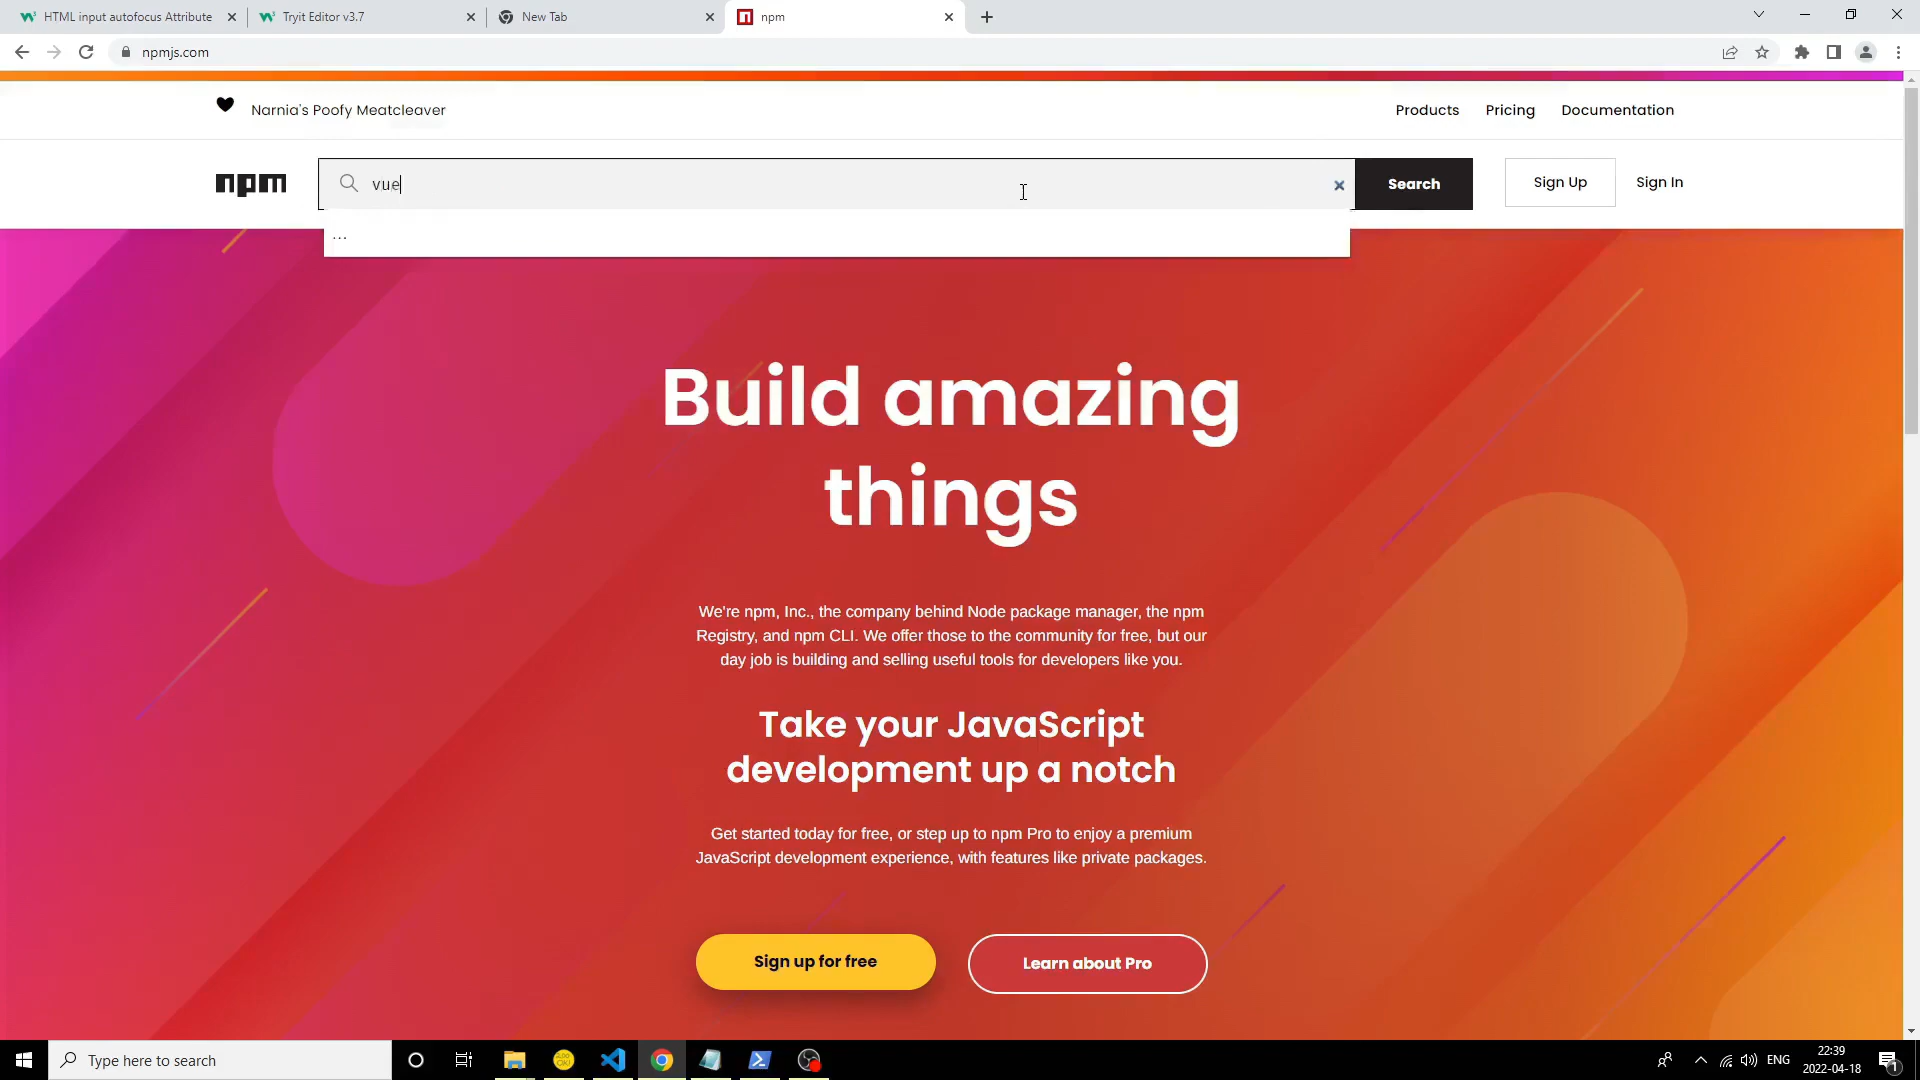 HTML input autofocus Attribute
Tryit Editor v3.7
New Tab
npm
npmjs.com
Narnia's Poofy Meatcleaver
Products
Pricing
Documentation
npm
vue
Search
Sign Up
Sign In
...
Build amazing
things
We're npm, Inc., the company behind Node package manager, the npm
Registry, and npm CLI. We offer those to the community for free, but our
day job is building and selling useful tools for developers like you.
Take your JavaScript
development up a notch
Get started today for free, or step up to npm Pro to enjoy a premium
JavaScript development experience, with features like private packages.
Sign up for free
Learn about Pro
Type here to search
ENG
22:39
2022-04-18
1